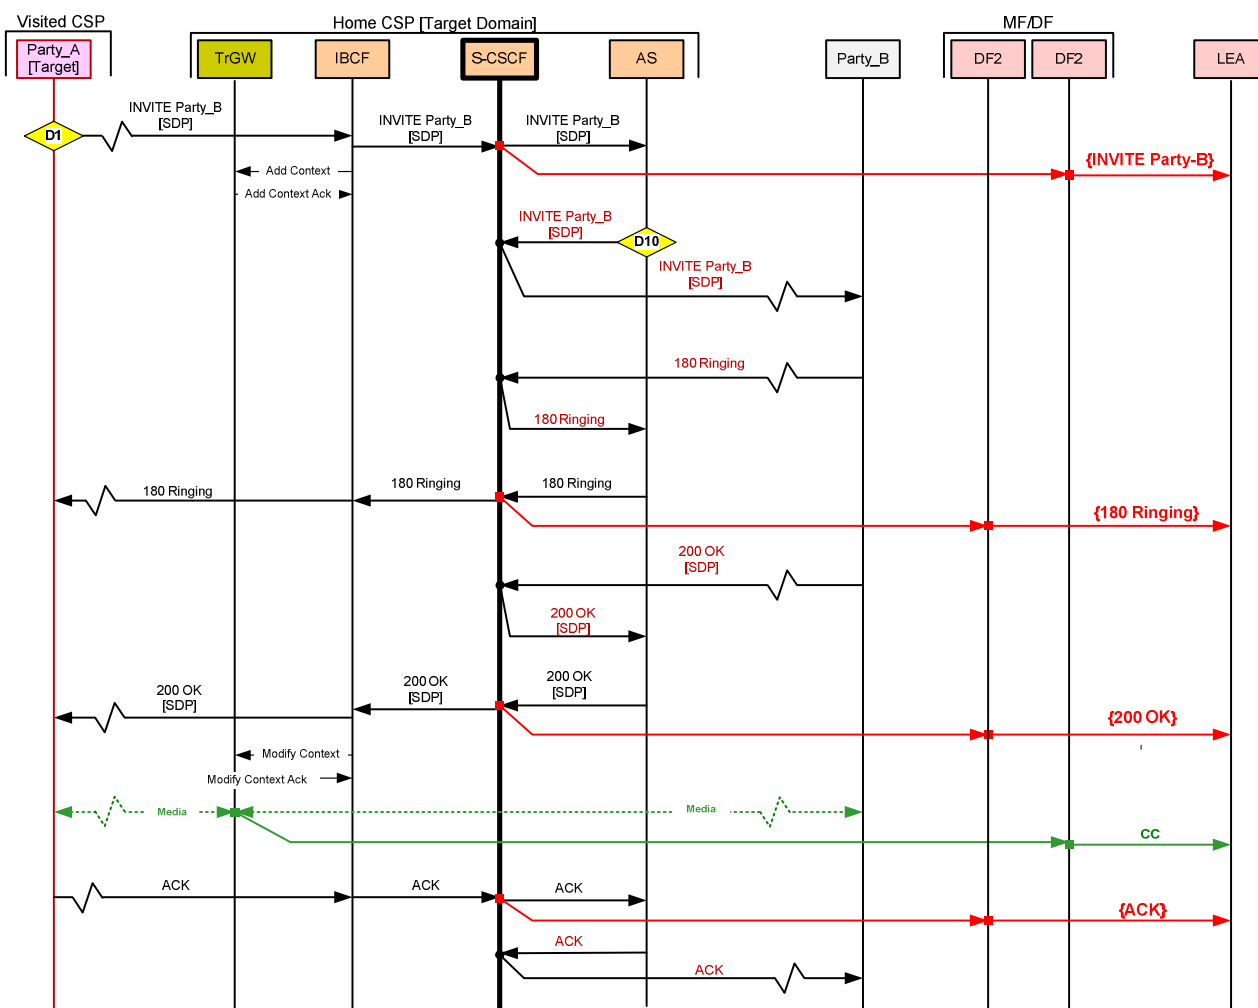 Visited CSP
Home CSP [Target Domain]
MF/DF
Party_A
[Target]
TrGW
IBCF
S-CSCF
AS
Party_B
DF2
DF2
LEA
D1
INVITE Party_B
[SDP]
INVITE Party_B
[SDP]
INVITE Party_B
[SDP]
{INVITE Party-B}
Add Context
Add Context Ack
INVITE Party_B
[SDP]
D10
INVITE Party_B
[SDP]
180 Ringing
180 Ringing
180 Ringing
180 Ringing
180 Ringing
{180 Ringing}
200 OK
[SDP]
200 OK
[SDP]
200 OK
[SDP]
200 OK
[SDP]
200 OK
[SDP]
{200 OK}
Modify Context
Modify Context Ack
Media
Media
CC
ACK
ACK
ACK
{ACK}
ACK
ACK